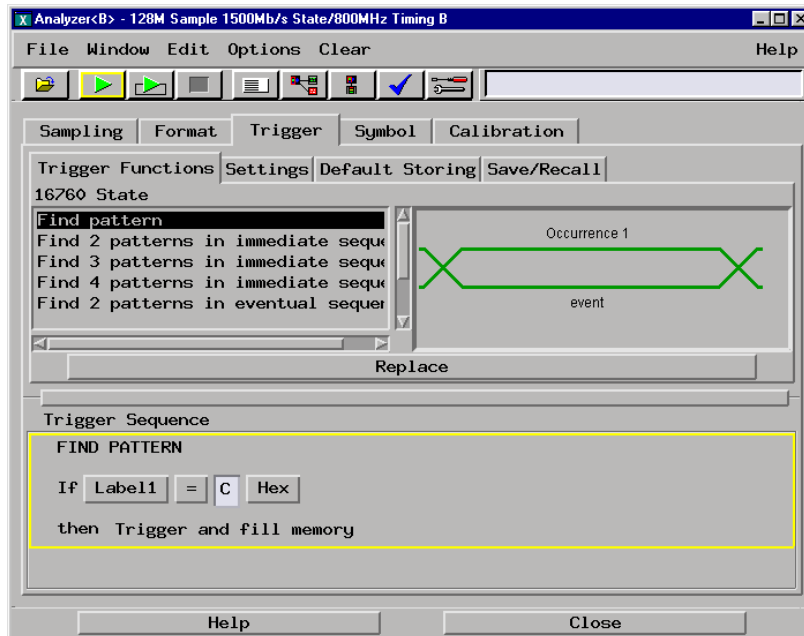 Analyzer<B> - 128M Sample 1500Mb/s State/800MHz Timing B
File Window Edit Options Clear Help
Sampling Format Trigger Symbol Calibration
Trigger Functions Settings Default Storing Save/Recall
16760 State
Find pattern
Find 2 patterns in immediate seque
Find 3 patterns in immediate seque
Find 4 patterns in immediate seque
Find 2 patterns in eventual sequen
Occurrence 1
event
Replace
Trigger Sequence
FIND PATTERN
If Label1 = C Hex
then Trigger and fill memory
Help Close